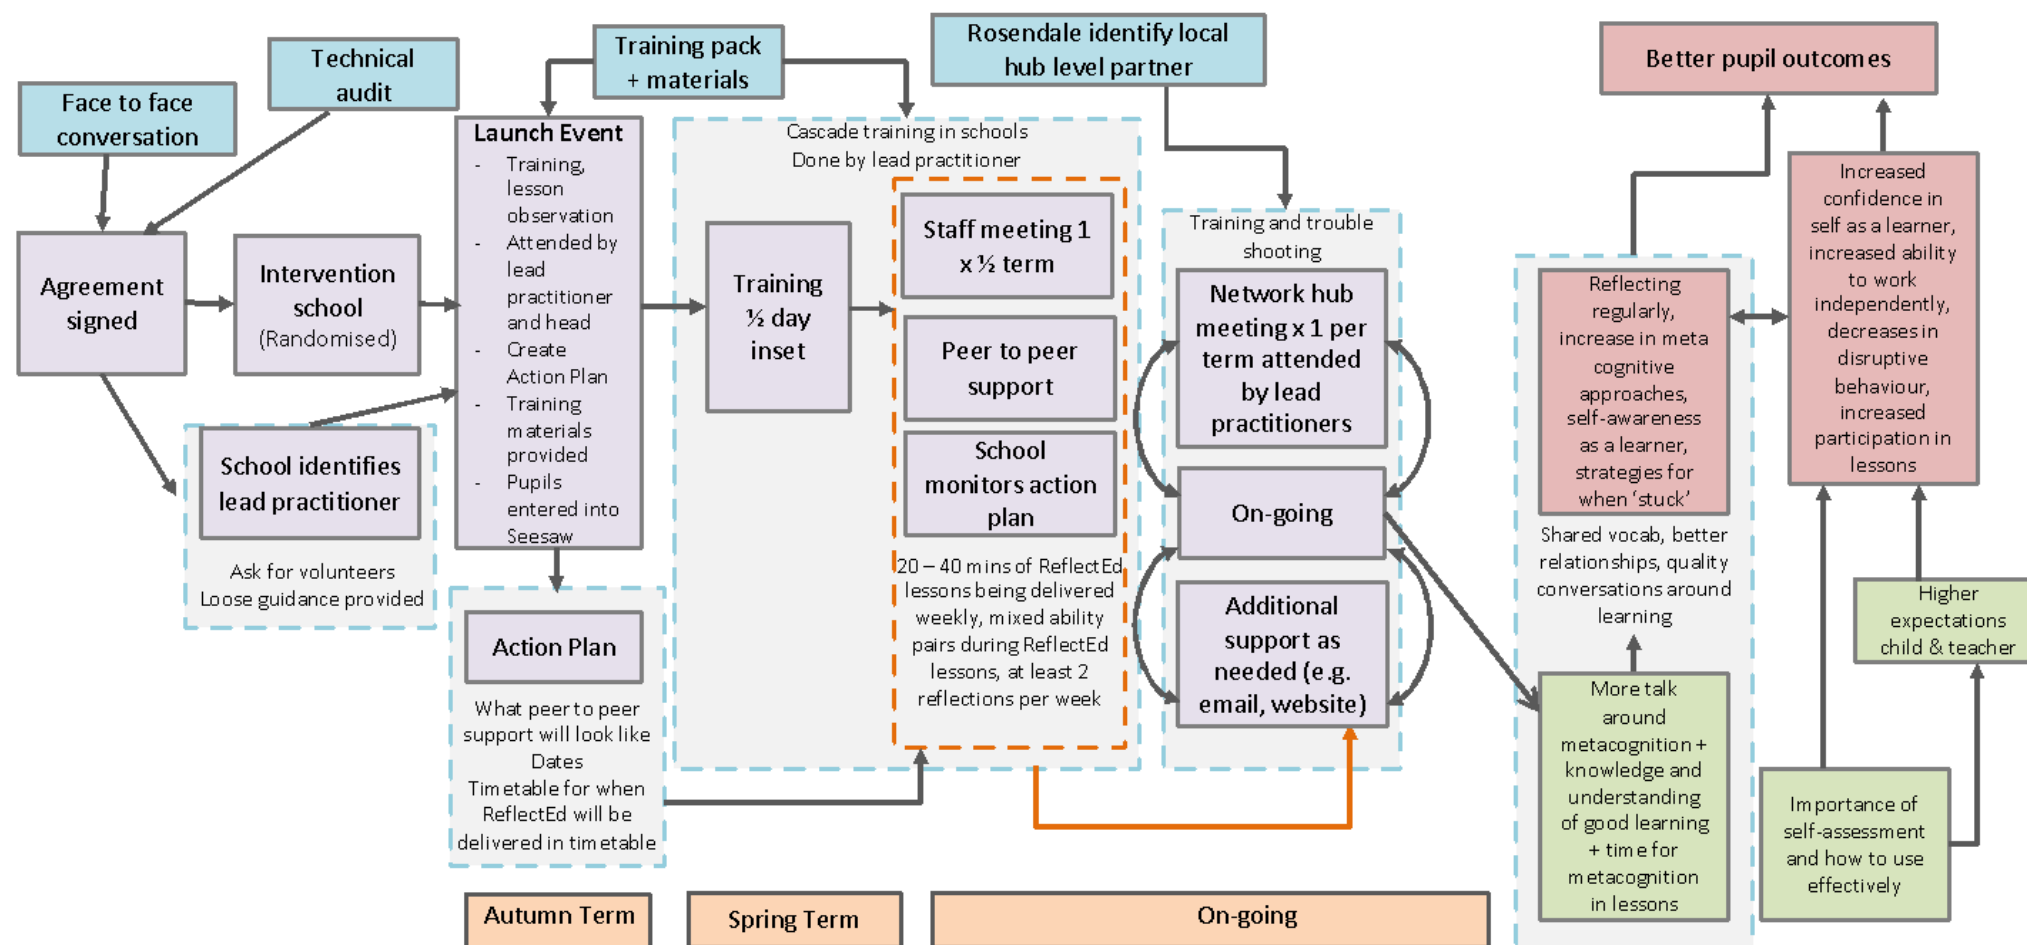 Face to face
conversation
Technical
audit
Training pack
+ materials
Rosendale identify local
hub level partner
Better pupil outcomes
Agreement
signed
Intervention
school
(Randomised)
School identifies
lead practitioner
Ask for volunteers
Loose guidance provided
Launch Event
- Training,
lesson
observation
- Attended by
lead
practitioner
and head
- Create
Action Plan
- Training
materials
provided
- Pupils
entered into
Seesaw
Action Plan
What peer to peer
support will look like
Dates
Timetable for when
ReflectEd will be
delivered in timetable
Cascade training in schools
Done by lead practitioner
Training
½ day
inset
Staff meeting 1
x ½ term
Peer to peer
support
School
monitors action
plan
20 – 40 mins of ReflectEd
lessons being delivered
weekly, mixed ability
pairs during ReflectEd
lessons, at least 2
reflections per week
Training and trouble
shooting
Network hub
meeting x 1 per
term attended
by lead
practitioners
On-going
Additional
support as
needed (e.g.
email, website)
Reflecting
regularly,
increase in meta
cognitive
approaches,
self-awareness
as a learner,
strategies for
when ‘stuck’
Shared vocab, better
relationships, quality
conversations around
learning
More talk
around
metacognition +
knowledge and
understanding
of good learning
+ time for
metacognition
in lessons
Increased
confidence in
self as a learner,
increased ability
to work
independently,
decreases in
disruptive
behaviour,
increased
participation in
lessons
Higher
expectations
child & teacher
Importance of
self-assessment
and how to use
effectively
Autumn Term
Spring Term
On-going